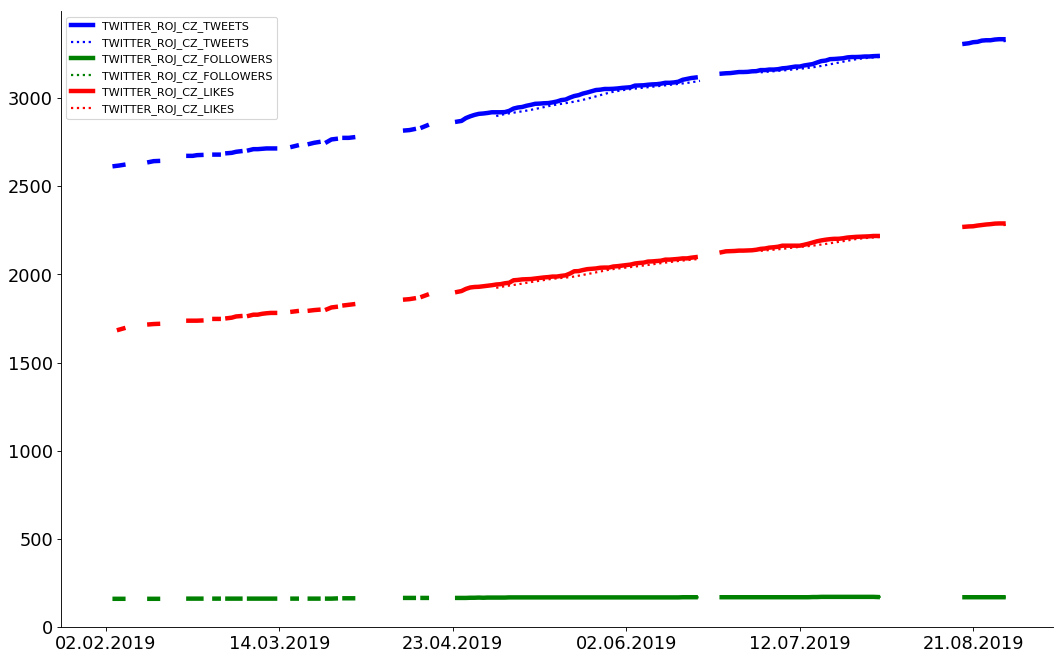 TWITTER_ROJ_CZ_TWEETS
TWITTER_ROJ_CZ_TWEETS
TWITTER_ROJ_CZ_FOLLOWERS
TWITTER_ROJ_CZ_FOLLOWERS
TWITTER_ROJ_CZ_LIKES
TWITTER_ROJ_CZ_LIKES
3000
2500
2000
1500
1000
500
0
02.02.2019 14.03.2019 23.04.2019 02.06.2019 12.07.2019 21.08.2019